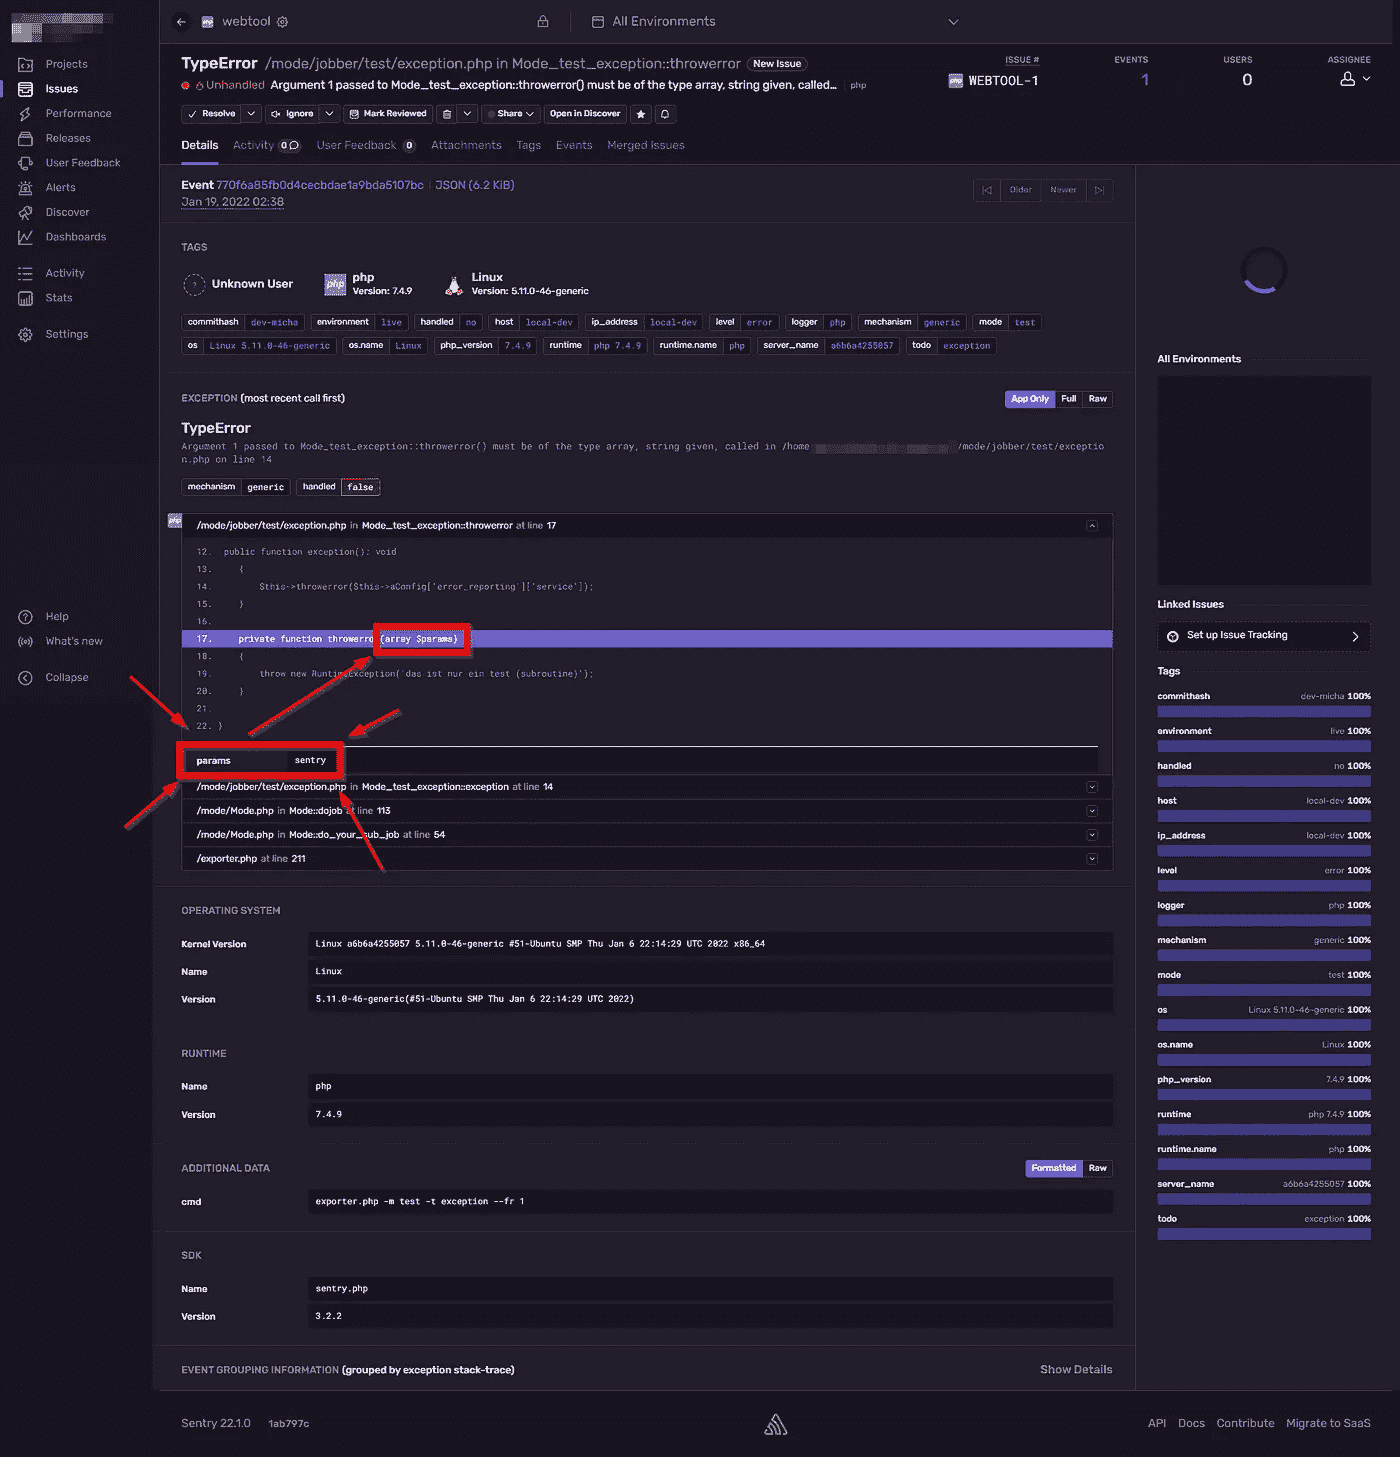 webtool
All Environments
Projects
Issues
Performance
Releases
User Feedback
Alerts
Discover
Dashboards
Activity
Stats
Settings
Help
What's new
Collapse
TypeError /mode/jobber/test/exception.php in Mode_test_exception::throwerror New Issue
Unhandled Argument 1 passed to Mode_test_exception::throwerror() must be of the type array, string given, called... php
ISSUE # EVENTS USERS ASSIGNEE
php WEBTOOL-1 1 0
Resolve Ignore Mark Reviewed Share Open in Discover
Details Activity 0 User Feedback 0 Attachments Tags Events Merged Issues
Event 770f6a85fb0d4cecbdae1a9bda5107bc JSON (6.2 KiB)
Jan 19, 2022 02:38
Older Newer
TAGS
? Unknown User
php php
Version: 7.4.9
Linux
Version: 5.11.0-46-generic
commithash dev-micha environment live handled no host local-dev ip_address local-dev level error logger php mechanism generic mode test
os Linux 5.11.0-46-generic os.name Linux php_version 7.4.9 runtime php 7.4.9 runtime.name php server_name a6b6a4255057 todo exception
EXCEPTION (most recent call first)
App Only Full Raw
TypeError
Argument 1 passed to Mode_test_exception::throwerror() must be of the type array, string given, called in /home /mode/jobber/test/exceptio
n.php on line 14
mechanism generic handled false
php /mode/jobber/test/exception.php in Mode_test_exception::throwerror at line 17
12. public function exception(): void
13. {
14. $this->throwerror($this->aConfig['error_reporting']['service']);
15. }
16.
17. private function throwerro (array $params)
18. {
19. throw new RuntimeException('das ist nur ein test (subroutine)');
20. }
21.
22. }
params sentry
/mode/jobber/test/exception.php in Mode_test_exception::exception at line 14
/mode/Mode.php in Mode::dojob at line 113
/mode/Mode.php in Mode::do_your_sub_job at line 54
/exporter.php at line 211
OPERATING SYSTEM
Kernel Version Linux a6b6a4255057 5.11.0-46-generic #51-Ubuntu SMP Thu Jan 6 22:14:29 UTC 2022 x86_64
Name Linux
Version 5.11.0-46-generic(#51-Ubuntu SMP Thu Jan 6 22:14:29 UTC 2022)
RUNTIME
Name php
Version 7.4.9
ADDITIONAL DATA
Formatted Raw
cmd exporter.php -m test -t exception --fr 1
SDK
Name sentry.php
Version 3.2.2
EVENT GROUPING INFORMATION (grouped by exception stack-trace)
Show Details
All Environments
Linked Issues
Set up Issue Tracking
Tags
commithash dev-micha 100%
environment live 100%
handled no 100%
host local-dev 100%
ip_address local-dev 100%
level error 100%
logger php 100%
mechanism generic 100%
mode test 100%
os Linux 5.11.0-46-generic 100%
os.name Linux 100%
php_version 7.4.9 100%
runtime php 7.4.9 100%
runtime.name php 100%
server_name a6b6a4255057 100%
todo exception 100%
Sentry 22.1.0 1ab797c
API Docs Contribute Migrate to SaaS